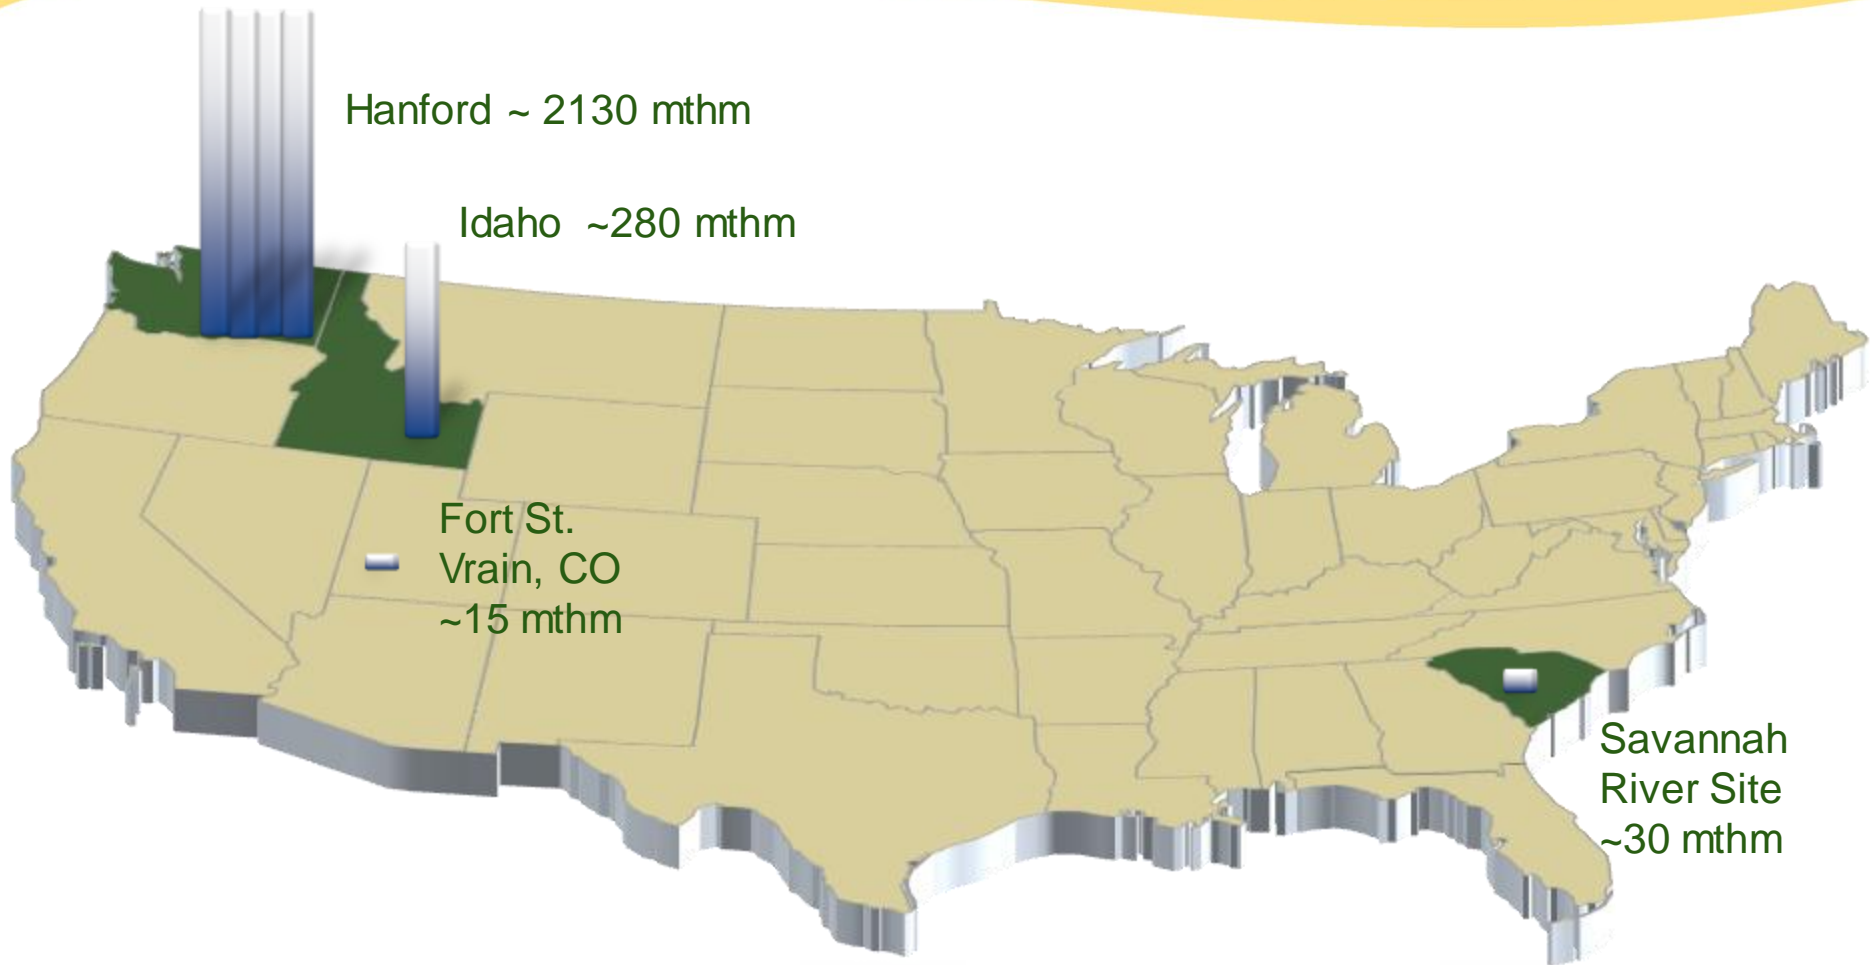 Hanford ~ 2130 mthm
Idaho ~280 mthm
Fort St.
Vrain, CO
~15 mthm
Savannah
River Site
~30 mthm